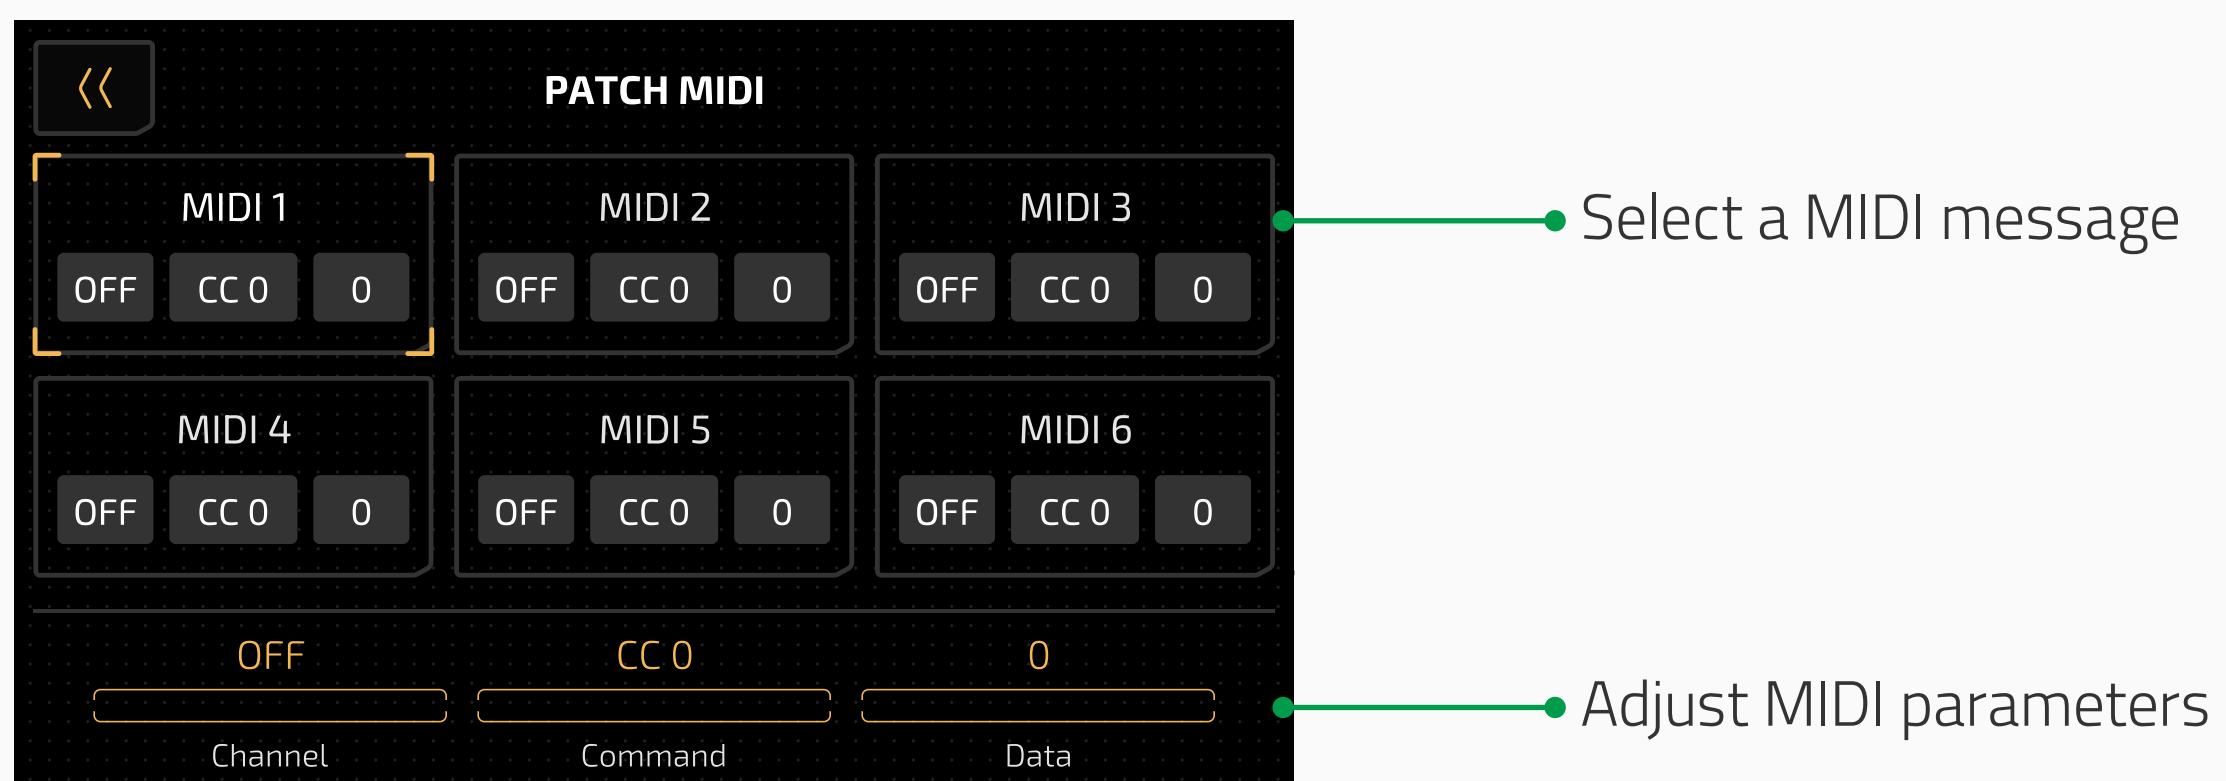 PATCH MIDI
MIDI 1 MIDI 2 MIDI 3
Select a MIDI message
OFF CC 0 0 OFF CC 0 0 OFF CC 0 0
MIDI 4 MIDI 5 MIDI 6
OFF CC 0 0 OFF CC 0 0 OFF CC 0 0
OFF CC 0 0
Adjust MIDI parameters
Channel Command Data